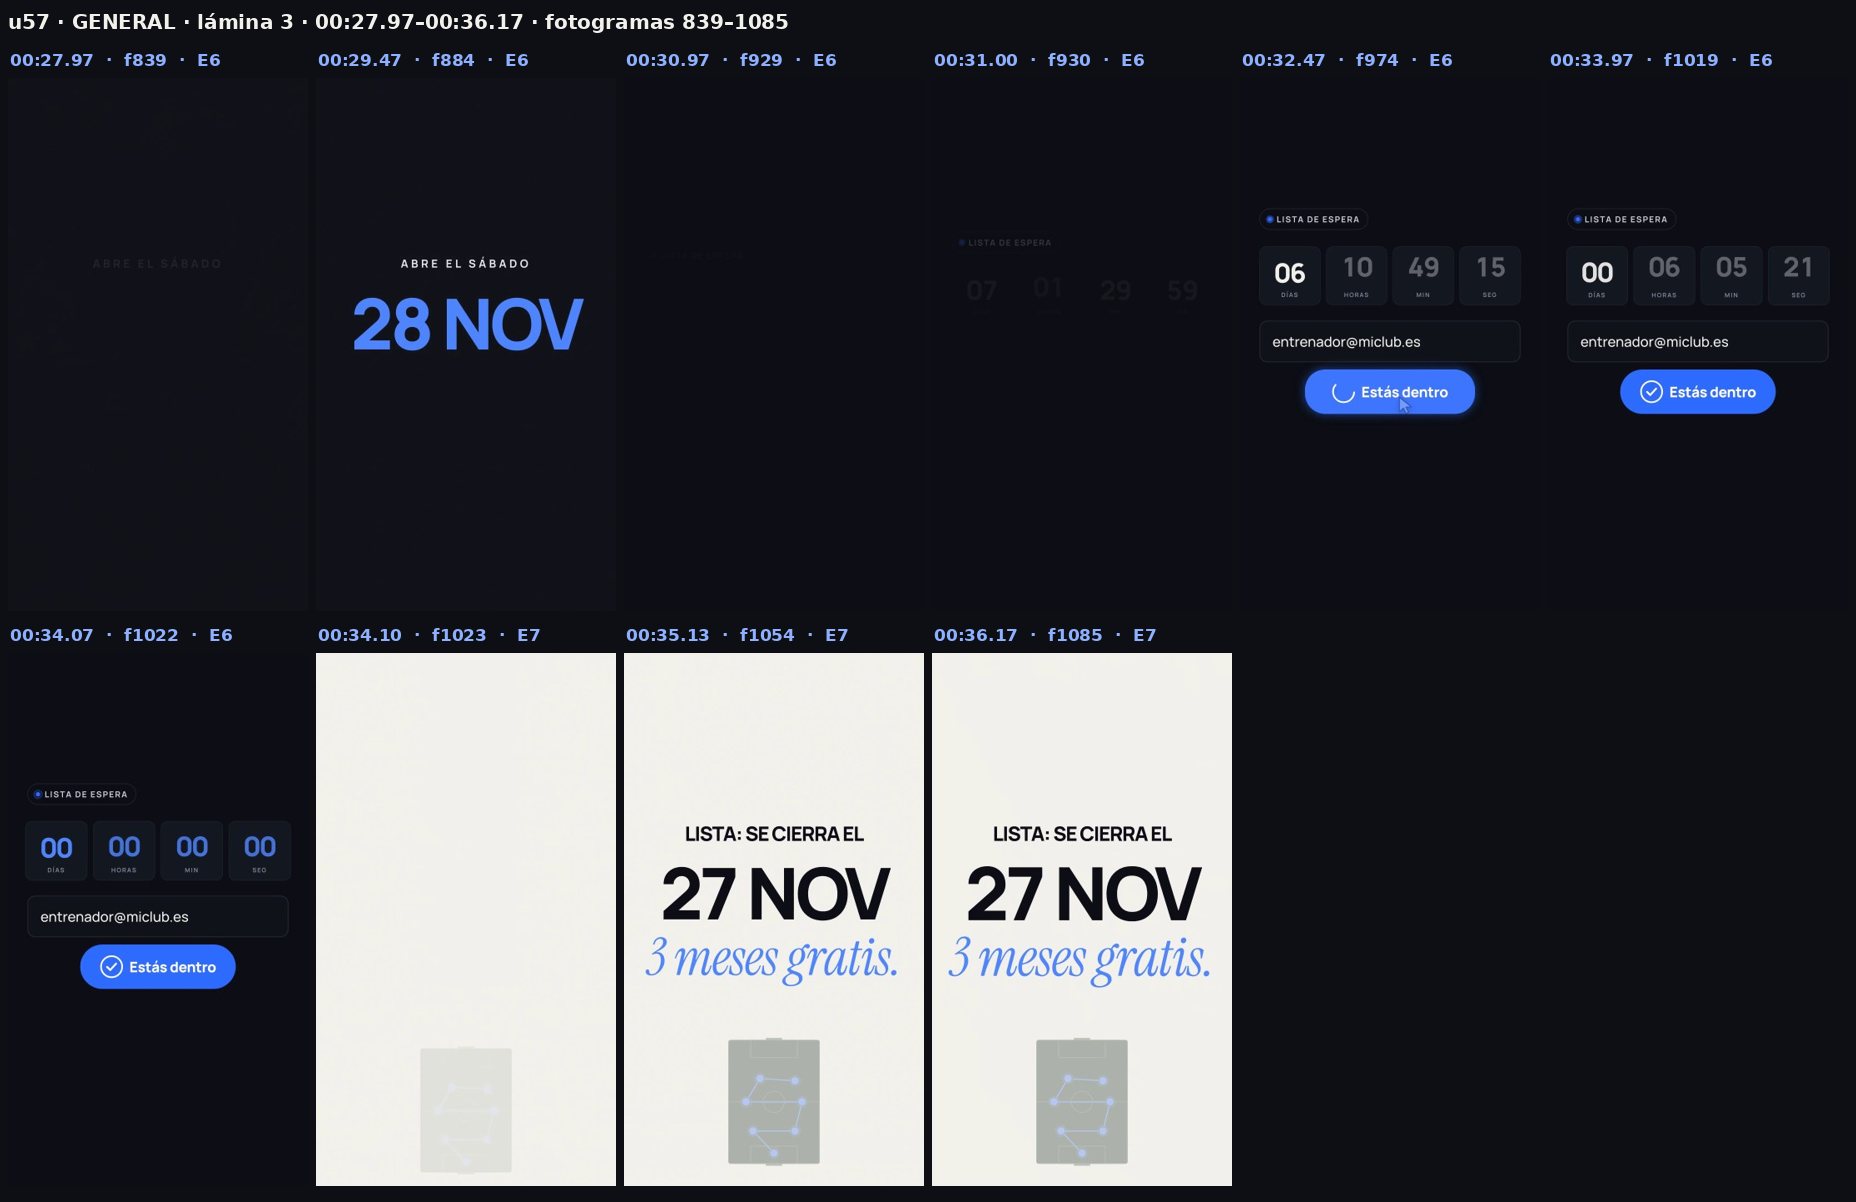 u57 · GENERAL · lámina 3 · 00:27.97–00:36.17 · fotogramas 839–1085
00:27.97 · f839 · E6
00:29.47 · f884 · E6
00:30.97 · f929 · E6
00:31.00 · f930 · E6
00:32.47 · f974 · E6
00:33.97 · f1019 · E6
ABRE EL SÁBADO
ABRE EL SÁBADO
28 NOV
LISTA DE ESPERA
LISTA DE ESPERA
07 01 29 59
LISTA DE ESPERA
06 10 49 15
DÍAS HORAS MIN SEG
entrenador@miclub.es
Estás dentro
LISTA DE ESPERA
00 06 05 21
DÍAS HORAS MIN SEG
entrenador@miclub.es
Estás dentro
00:34.07 · f1022 · E6
00:34.10 · f1023 · E7
00:35.13 · f1054 · E7
00:36.17 · f1085 · E7
LISTA DE ESPERA
00 00 00 00
DÍAS HORAS MIN SEG
entrenador@miclub.es
Estás dentro
LISTA: SE CIERRA EL
27 NOV
3 meses gratis.
LISTA: SE CIERRA EL
27 NOV
3 meses gratis.